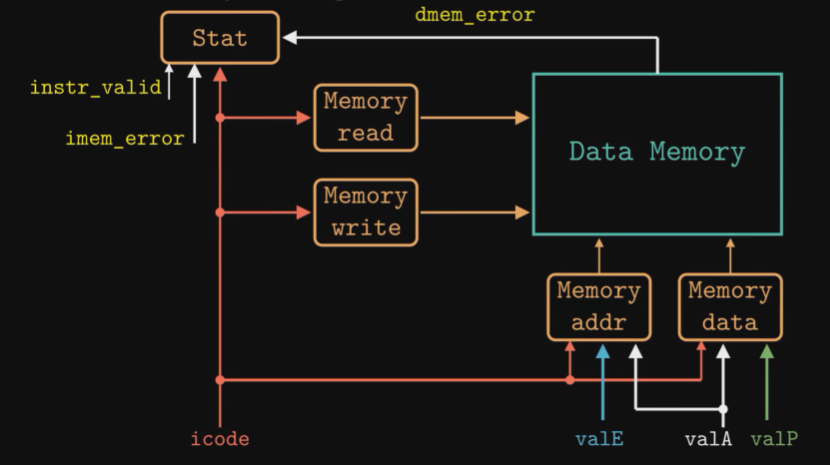 dmem_error
Stat
instr_valid
imem_error
Memory
read
Data Memory
Memory
write
Memory
addr
Memory
data
icode
valE
valA
valP